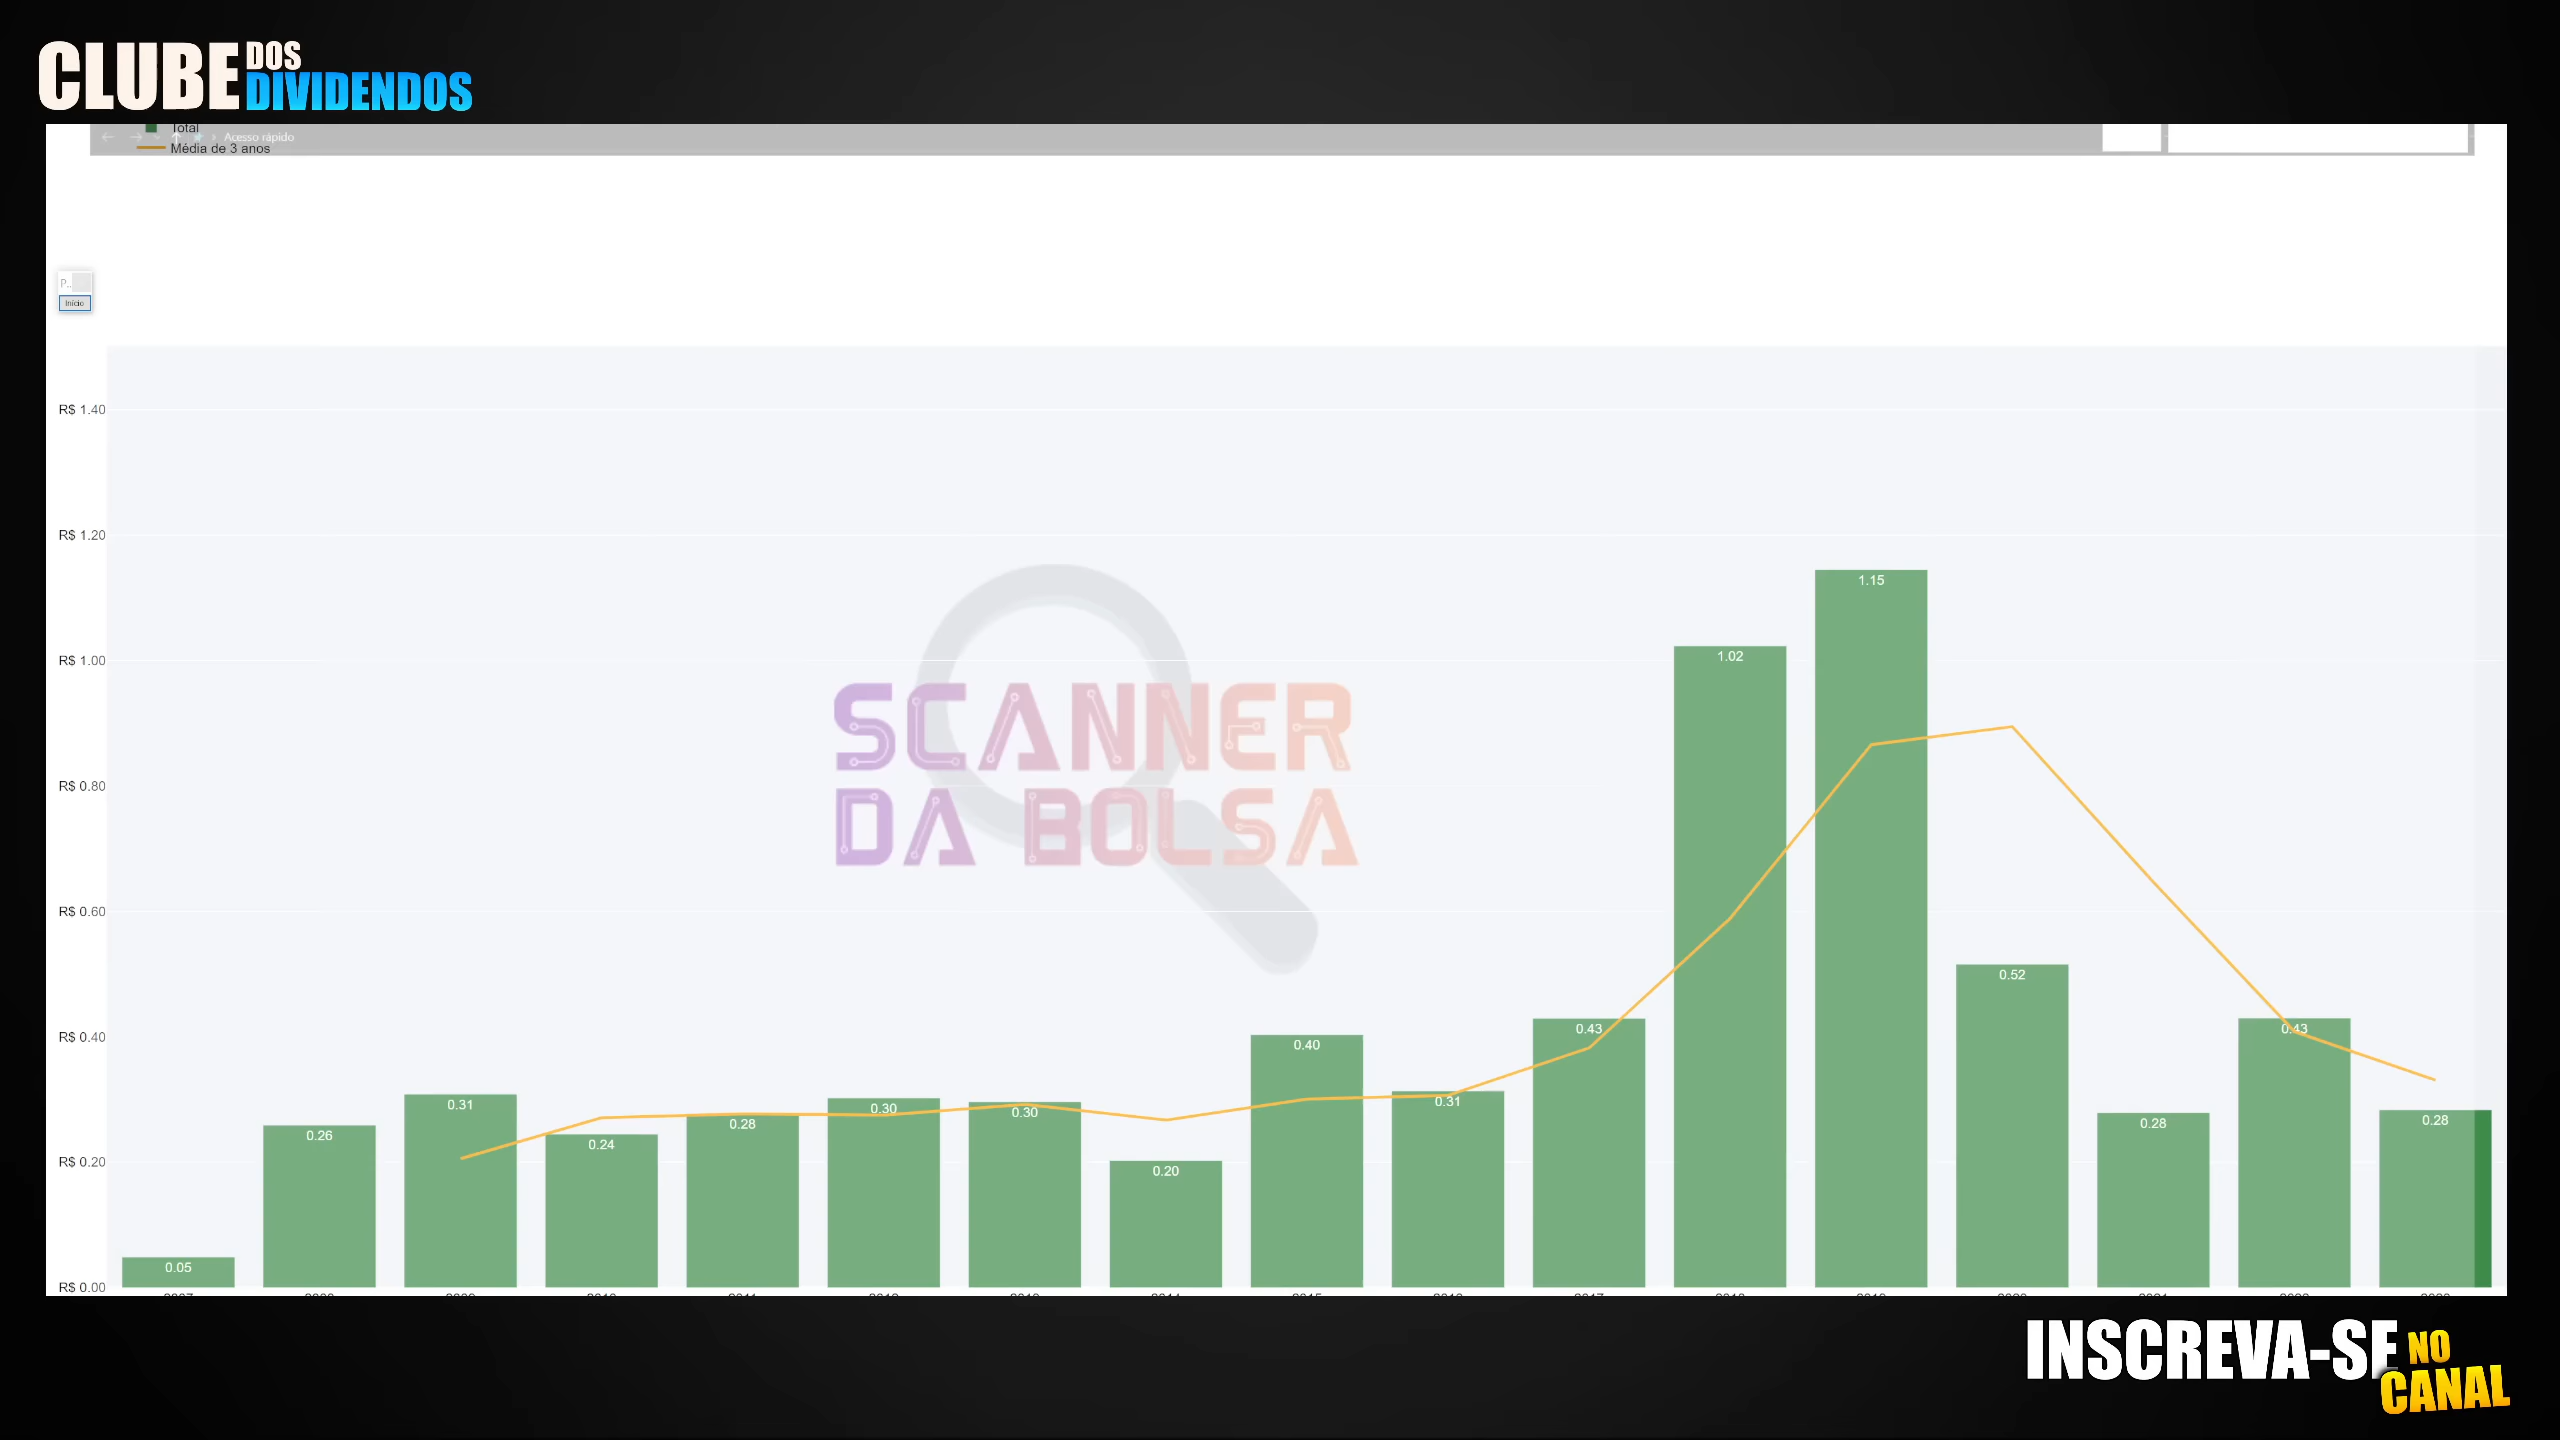 CLUBE DOS DIVIDENDOS
Total
Acesso rápido
Média de 3 anos
P..
Início
R$ 1.40
R$ 1.20
R$ 1.00
R$ 0.80
R$ 0.60
R$ 0.40
R$ 0.20
R$ 0.00
SCANNER
DA BOLSA
0.05
0.26
0.31
0.24
0.28
0.30
0.30
0.20
0.40
0.31
0.43
1.02
1.15
0.52
0.28
0.43
0.28
INSCREVA-SE NO
CANAL